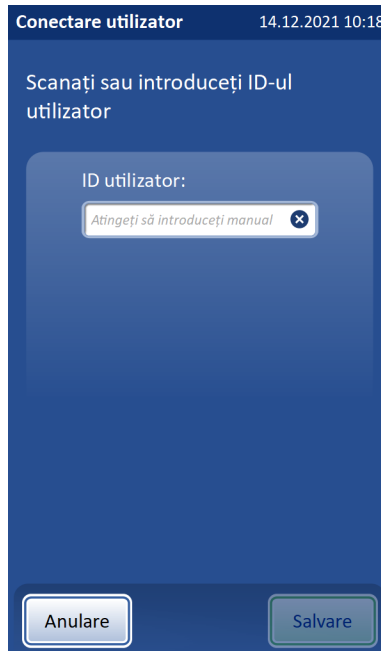 Conectare utilizator 14.12.2021 10:18
Scanați sau introduceți ID-ul
utilizator
ID utilizator:
Atingeți să introduceți manual
Anulare Salvare